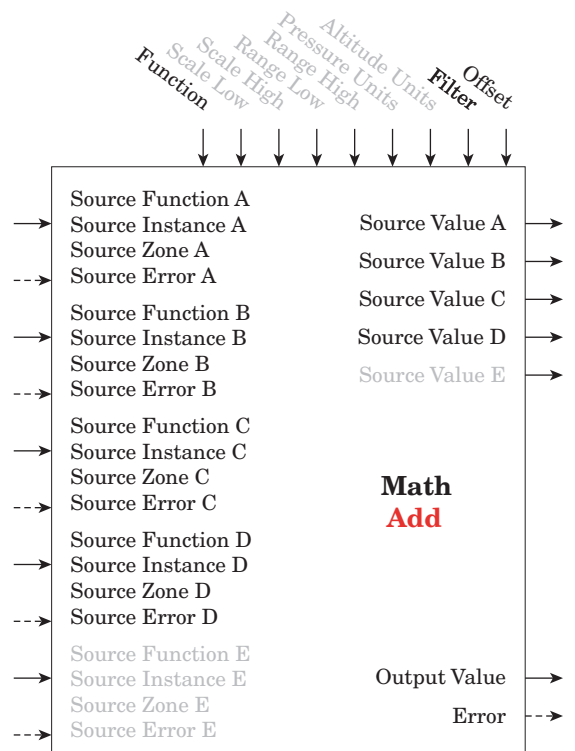 Function
Scale Low
Scale High
Range Low
Range High
Pressure Units
Altitude Units
Filter
Offset
Source Function A
Source Instance A
Source Zone A
Source Error A
Source Function B
Source Instance B
Source Zone B
Source Error B
Source Function C
Source Instance C
Source Zone C
Source Error C
Source Function D
Source Instance D
Source Zone D
Source Error D
Source Function E
Source Instance E
Source Zone E
Source Error E
Source Value A
Source Value B
Source Value C
Source Value D
Source Value E
Math
Add
Output Value
Error